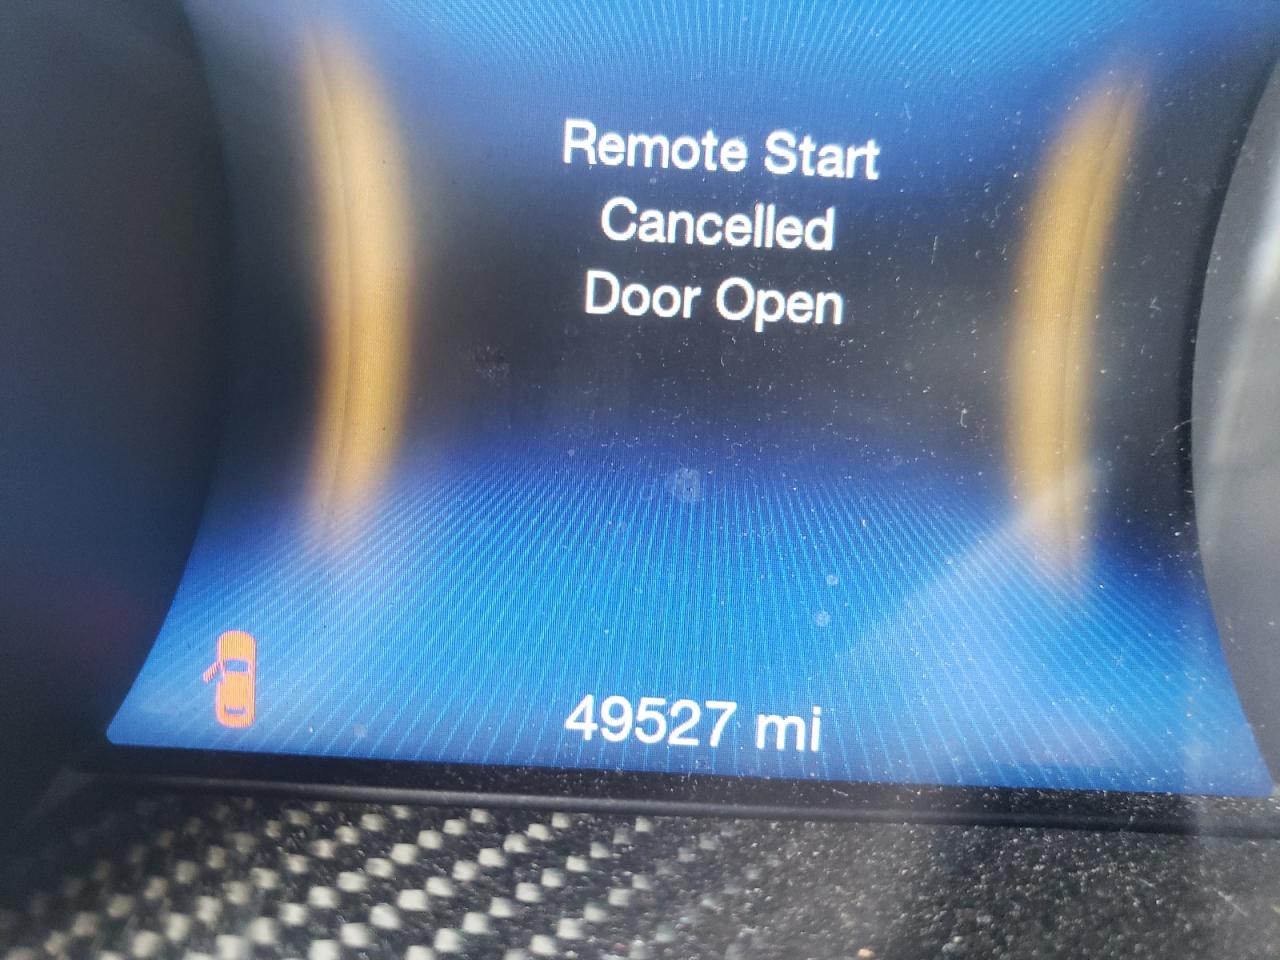 Remote Start
Cancelled
Door Open
49527 mi